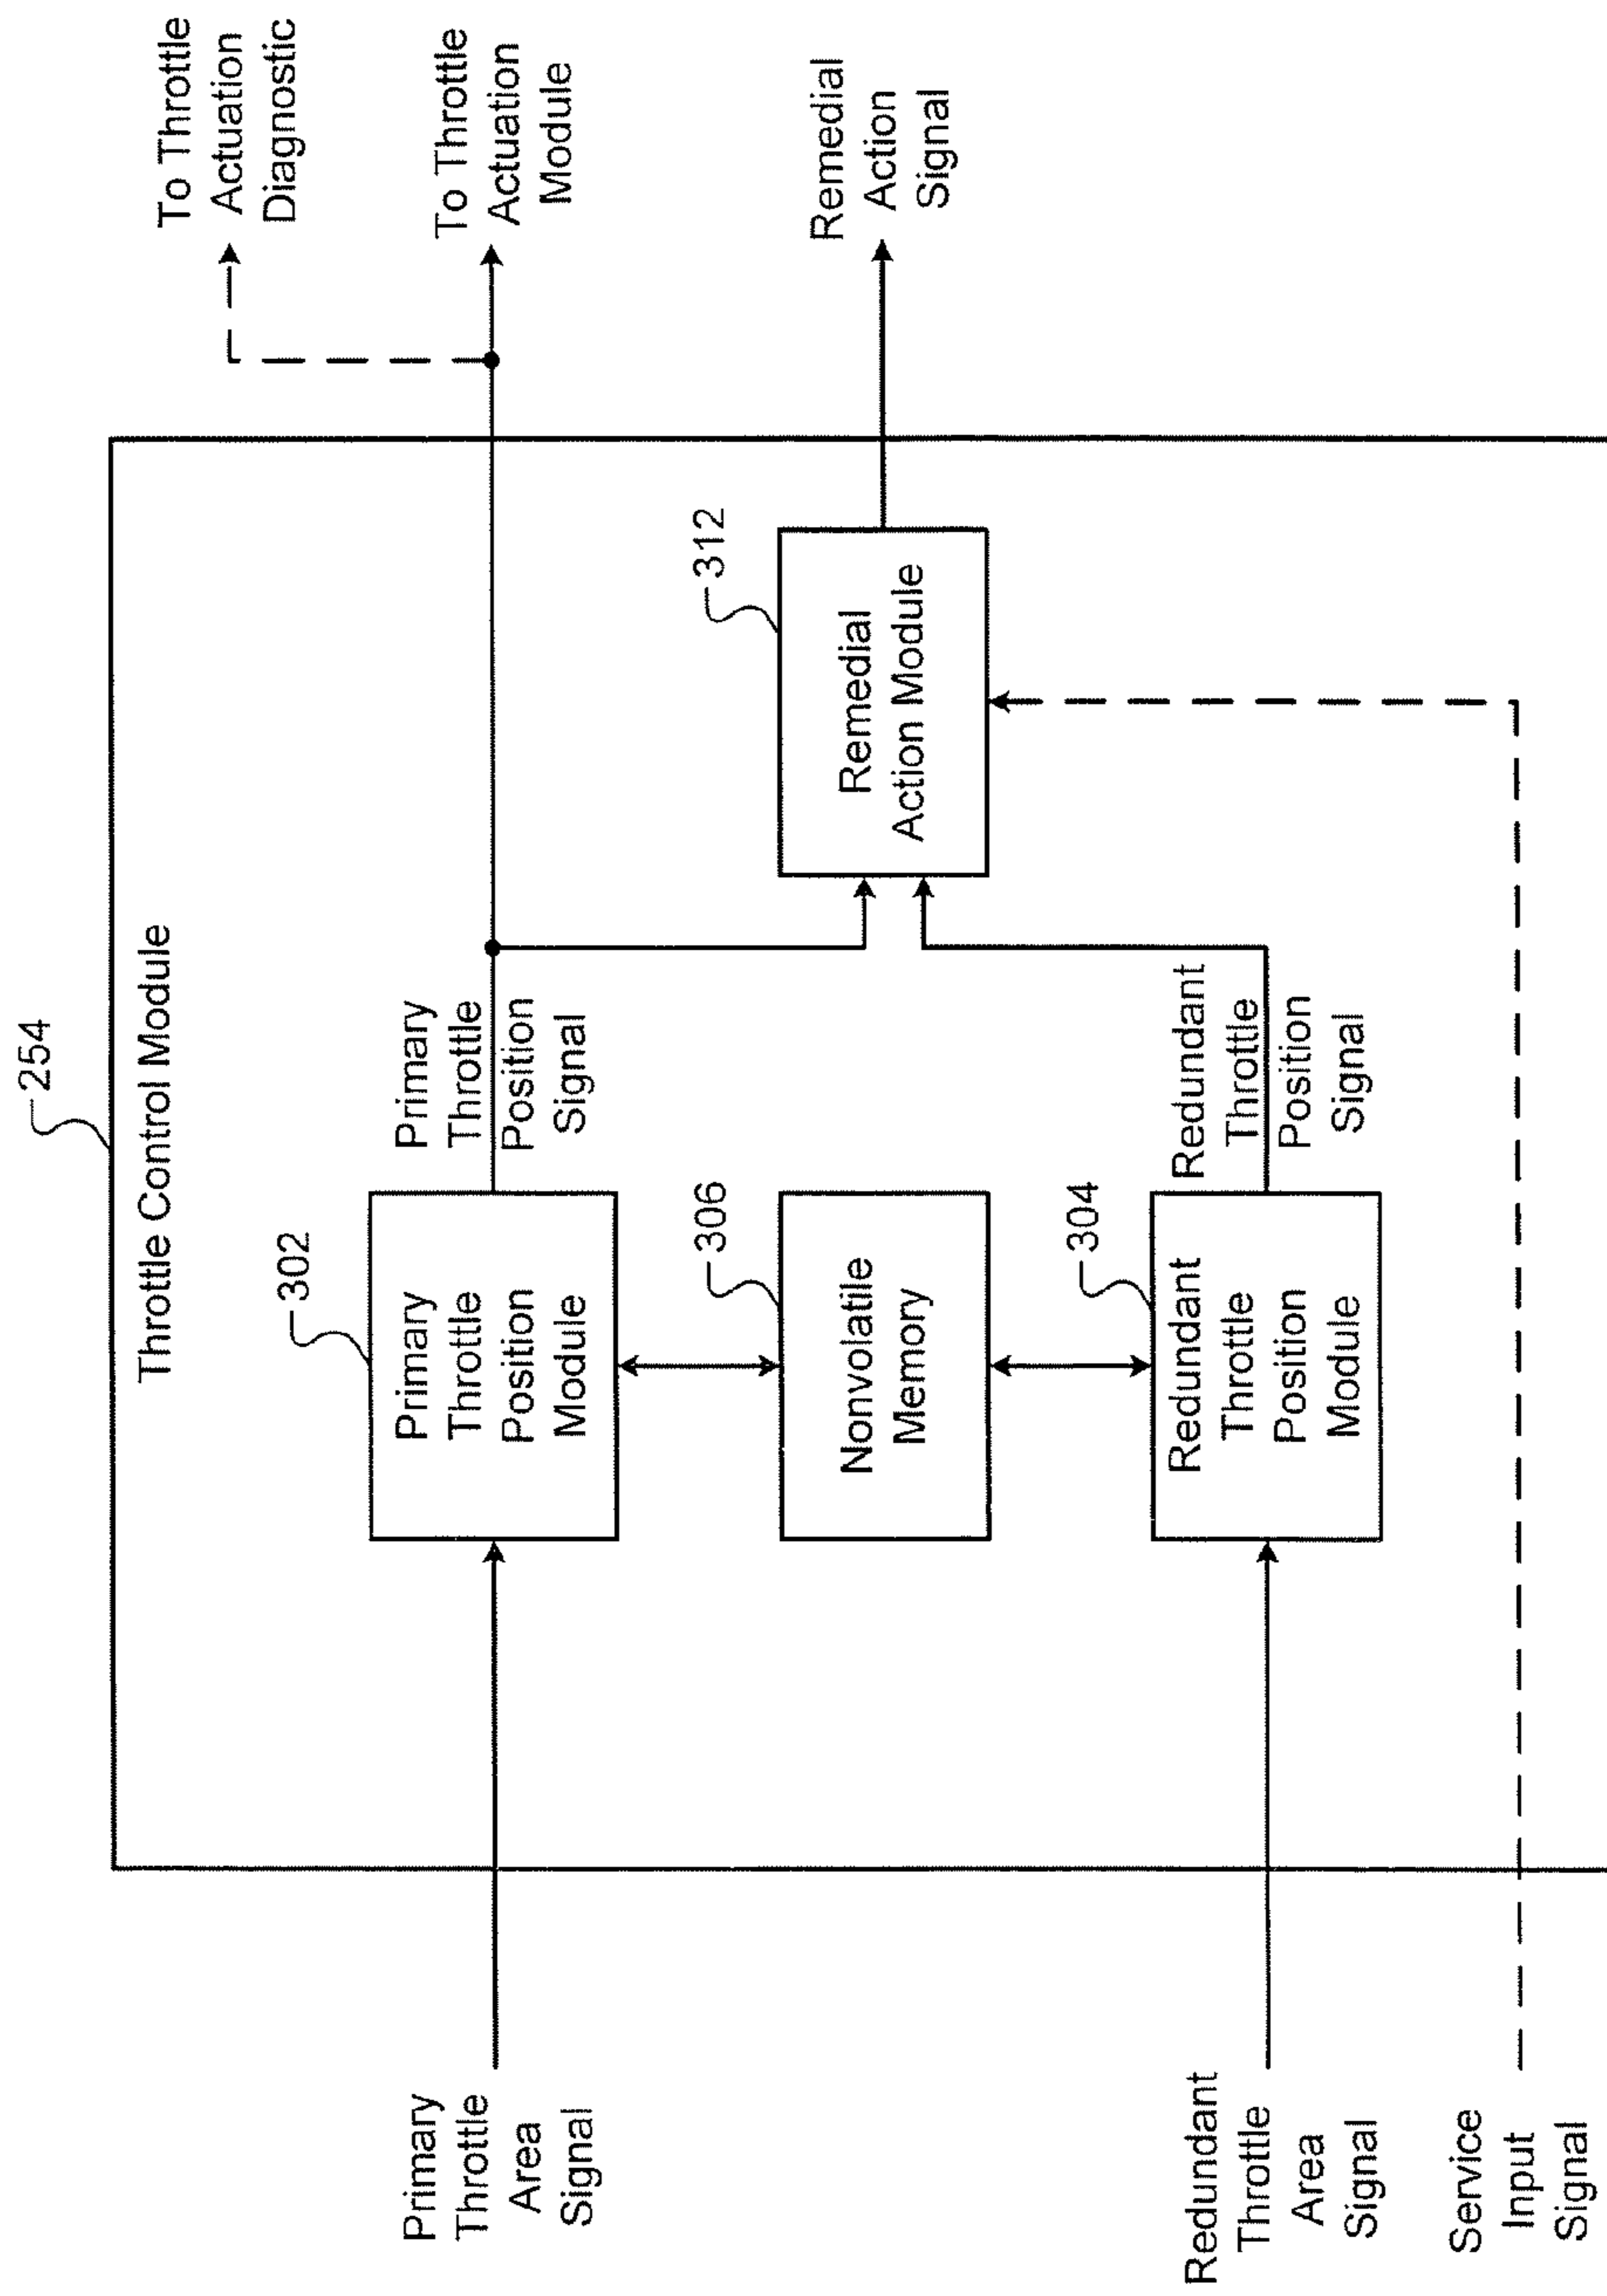 254
Throttle Control Module
Primary
Throttle
Area
Signal
302
Primary
Throttle
Position
Module
Primary
Throttle
Position
Signal
To Throttle
Actuation
Diagnostic
To Throttle
Actuation
Module
306
Nonvolatile
Memory
312
Remedial
Action Module
Remedial
Action
Signal
Redundant
Throttle
Area
Signal
304
Redundant
Throttle
Position
Module
Redundant
Throttle
Position
Signal
Service
Input
Signal